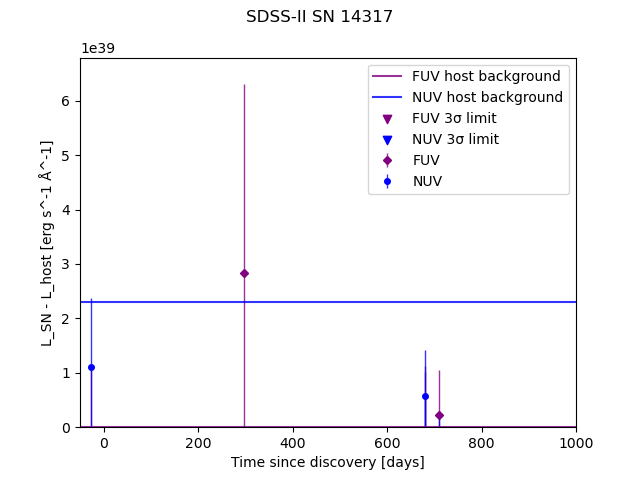 SDSS-II SN 14317
1e39
FUV host background
NUV host background
FUV 3σ limit
NUV 3σ limit
FUV
NUV
6
5
4
3
2
1
0
L_SN - L_host [erg s^-1 Å^-1]
0 200 400 600 800 1000
Time since discovery [days]